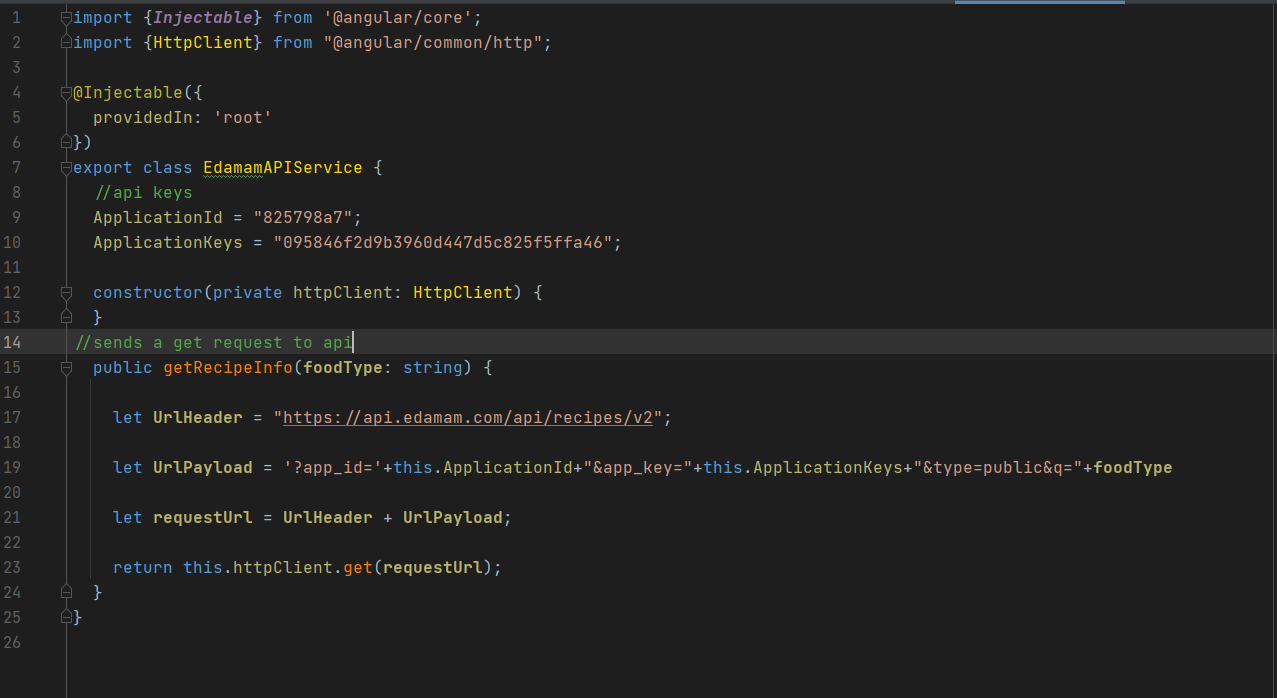 1 import {Injectable} from '@angular/core';
2 import {HttpClient} from "@angular/common/http";
3
4 @Injectable({
5   providedIn: 'root'
6 })
7 export class EdamamAPIService {
8   //api keys
9   ApplicationId = "825798a7";
10   ApplicationKeys = "095846f2d9b3960d447d5c825f5ffa46";
11
12   constructor(private httpClient: HttpClient) {
13   }
14 //sends a get request to api
15   public getRecipeInfo(foodType: string) {
16
17     let UrlHeader = "https://api.edamam.com/api/recipes/v2";
18
19     let UrlPayload = '?app_id='+this.ApplicationId+"&app_key="+this.ApplicationKeys+"&type=public&q="+foodType
20
21     let requestUrl = UrlHeader + UrlPayload;
22
23     return this.httpClient.get(requestUrl);
24   }
25 }
26